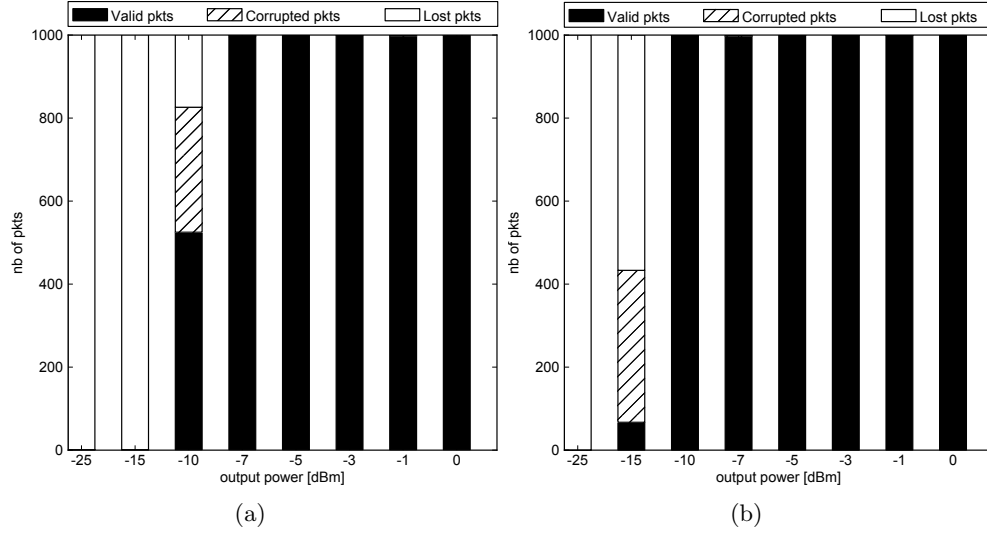 Valid pkts Corrupted pkts Lost pkts
1000
800
600
400
200
0
nb of pkts
-25 -15 -10 -7 -5 -3 -1 0
output power [dBm]
(a)
Valid pkts Corrupted pkts Lost pkts
1000
800
600
400
200
0
nb of pkts
-25 -15 -10 -7 -5 -3 -1 0
output power [dBm]
(b)